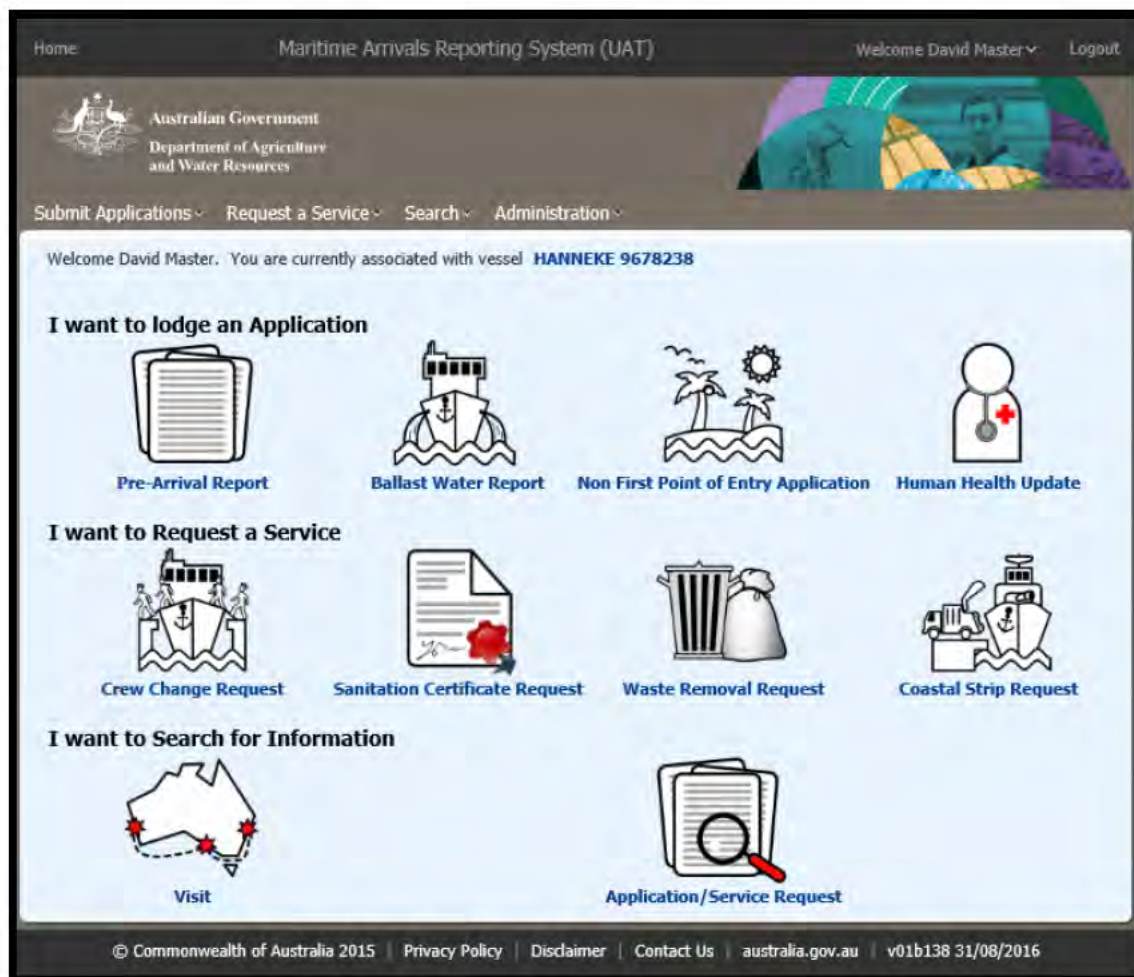 Home Maritime Arrivals Reporting System (UAT) Welcome David Master Logout
Australian Government
Department of Agriculture
and Water Resources
Submit Applications Request a Service Search Administration
Welcome David Master. You are currently associated with vessel HANNEKE 9678238
I want to lodge an Application
Pre-Arrival Report Ballast Water Report Non First Point of Entry Application Human Health Update
I want to Request a Service
Crew Change Request Sanitation Certificate Request Waste Removal Request Coastal Strip Request
I want to Search for Information
Visit Application/Service Request
© Commonwealth of Australia 2015 | Privacy Policy | Disclaimer | Contact Us | australia.gov.au | v01b138 31/08/2016